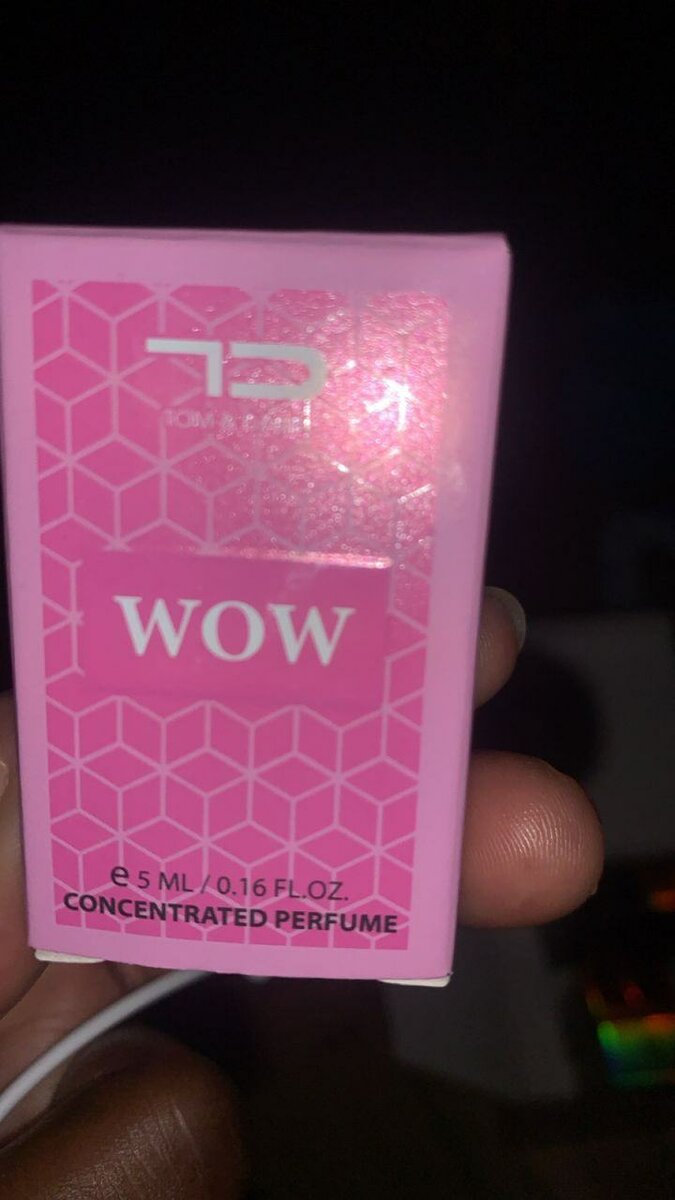 WOW
e 5 ML / 0.16 FL.OZ.
CONCENTRATED PERFUME